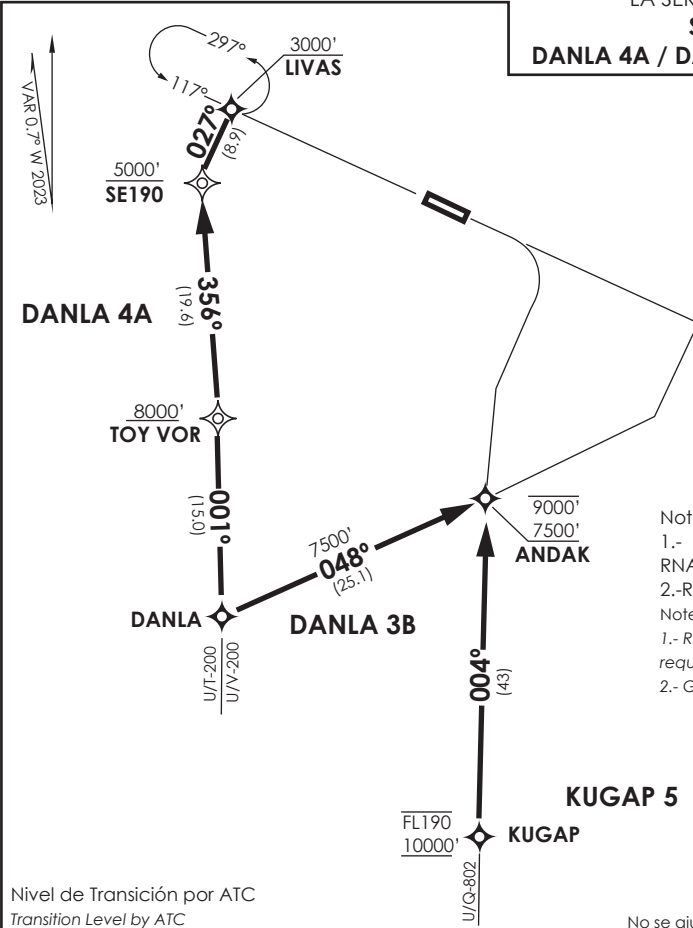 LA SER
S
DANLA 4A / DA
VAR 0.7° W 2023
297°
117°
3000'
LIVAS
027°
(8.9)
5000'
SE190
356°
(19.6)
DANLA 4A
8000'
TOY VOR
001°
(15.0)
7500'
048°
(25.1)
9000'
7500'
ANDAK
DANLA
DANLA 3B
U/T-200
U/V-200
Not
1.-
RNA
2.-R
Note
1.- R
requ
2.- G
004°
(43)
KUGAP 5
FL190
10000'
KUGAP
U/Q-802
Nivel de Transición por ATC
Transition Level by ATC
No se aju